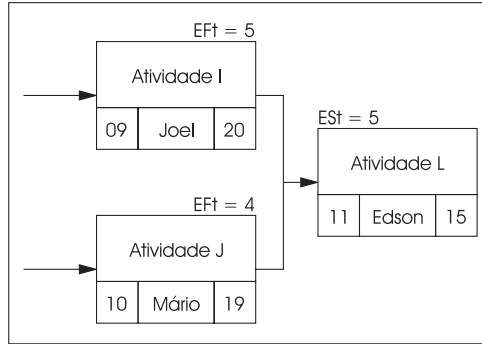 EFt = 5
Atividade I
09 Joel 20
ESt = 5
Atividade L
11 Edson 15
EFt = 4
Atividade J
10 Mário 19